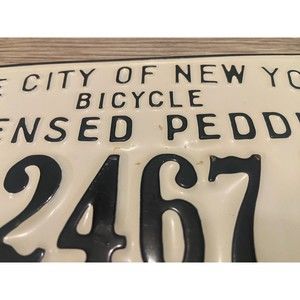 E CITY OF NEW YO
BICYCLE
ENSED PEDD
2467